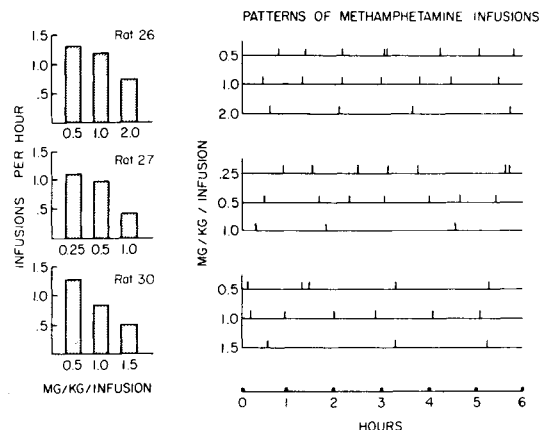 PATTERNS OF METHAMPHETAMINE INFUSIONS
INFUSIONS PER HOUR
Rat 26
1.5
1.0
.5
0.5 1.0 2.0
Rat 27
1.5
1.0
.5
0.25 0.5 1.0
Rat 30
1.5
1.0
.5
0.5 1.0 1.5
MG/KG/INFUSION
MG/KG/INFUSION
0.5
1.0
2.0
.25
0.5
1.0
0.5
1.0
1.5
0 1 2 3 4 5 6
HOURS